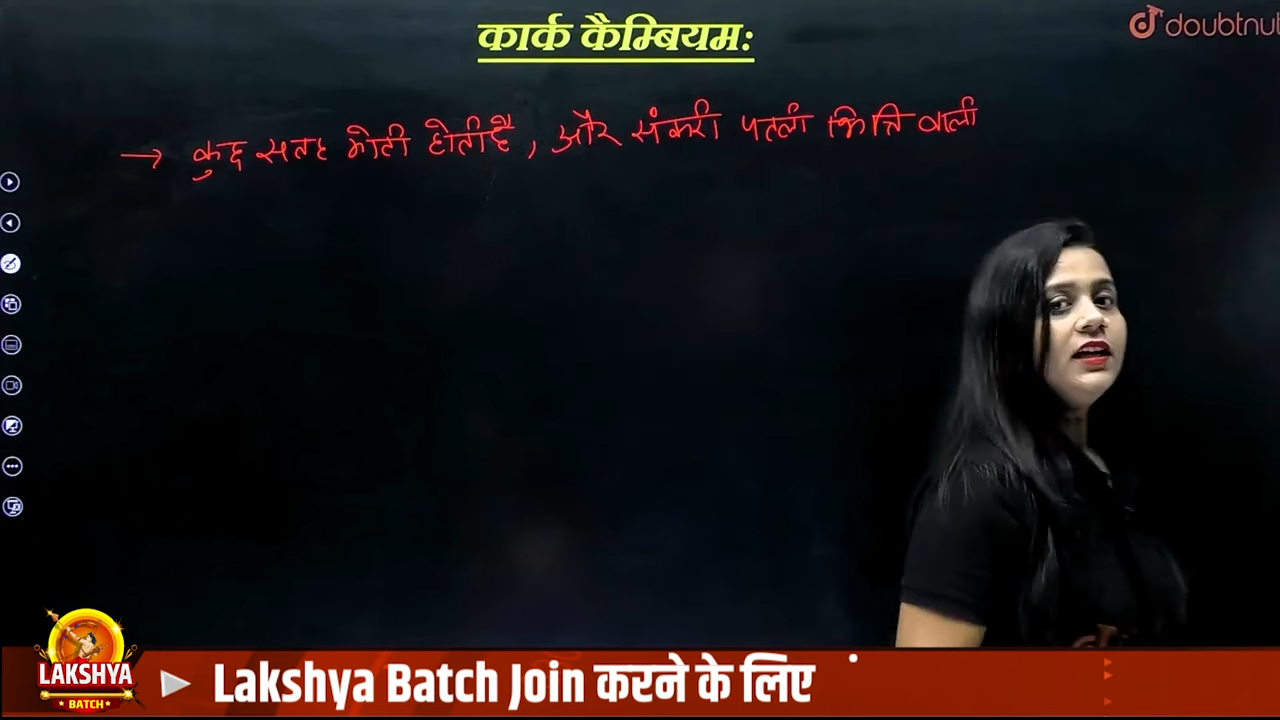 कार्क कैम्बियम:
doubtnut
→ कुछ सतह मोटी होती है, और संकरी पतली भित्ति वाली
LAKSHYA
BATCH
Lakshya Batch Join करने के लिए